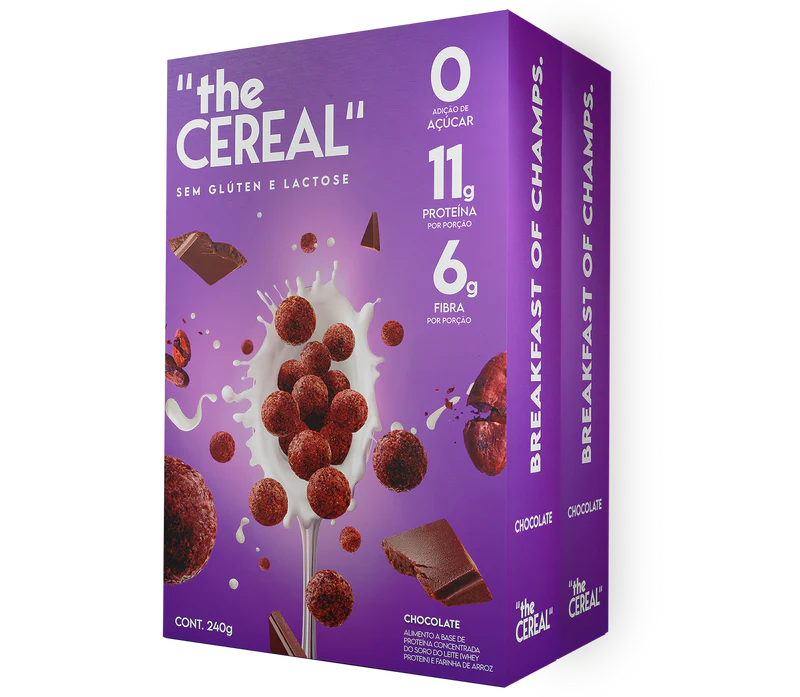 "the
CEREAL"
SEM GLÚTEN E LACTOSE
0
ADIÇÃO DE
AÇÚCAR
11g
PROTEÍNA
POR PORÇÃO
6g
FIBRA
POR PORÇÃO
CONT. 240g
CHOCOLATE
ALIMENTO A BASE DE
PROTEÍNA CONCENTRADA
DO SORO DO LEITE (WHEY
PROTEIN) E FARINHA DE ARROZ
BREAKFAST OF CHAMPS.
CHOCOLATE
"the
CEREAL"
BREAKFAST OF CHAMPS.
CHOCOLATE
"the
CEREAL"